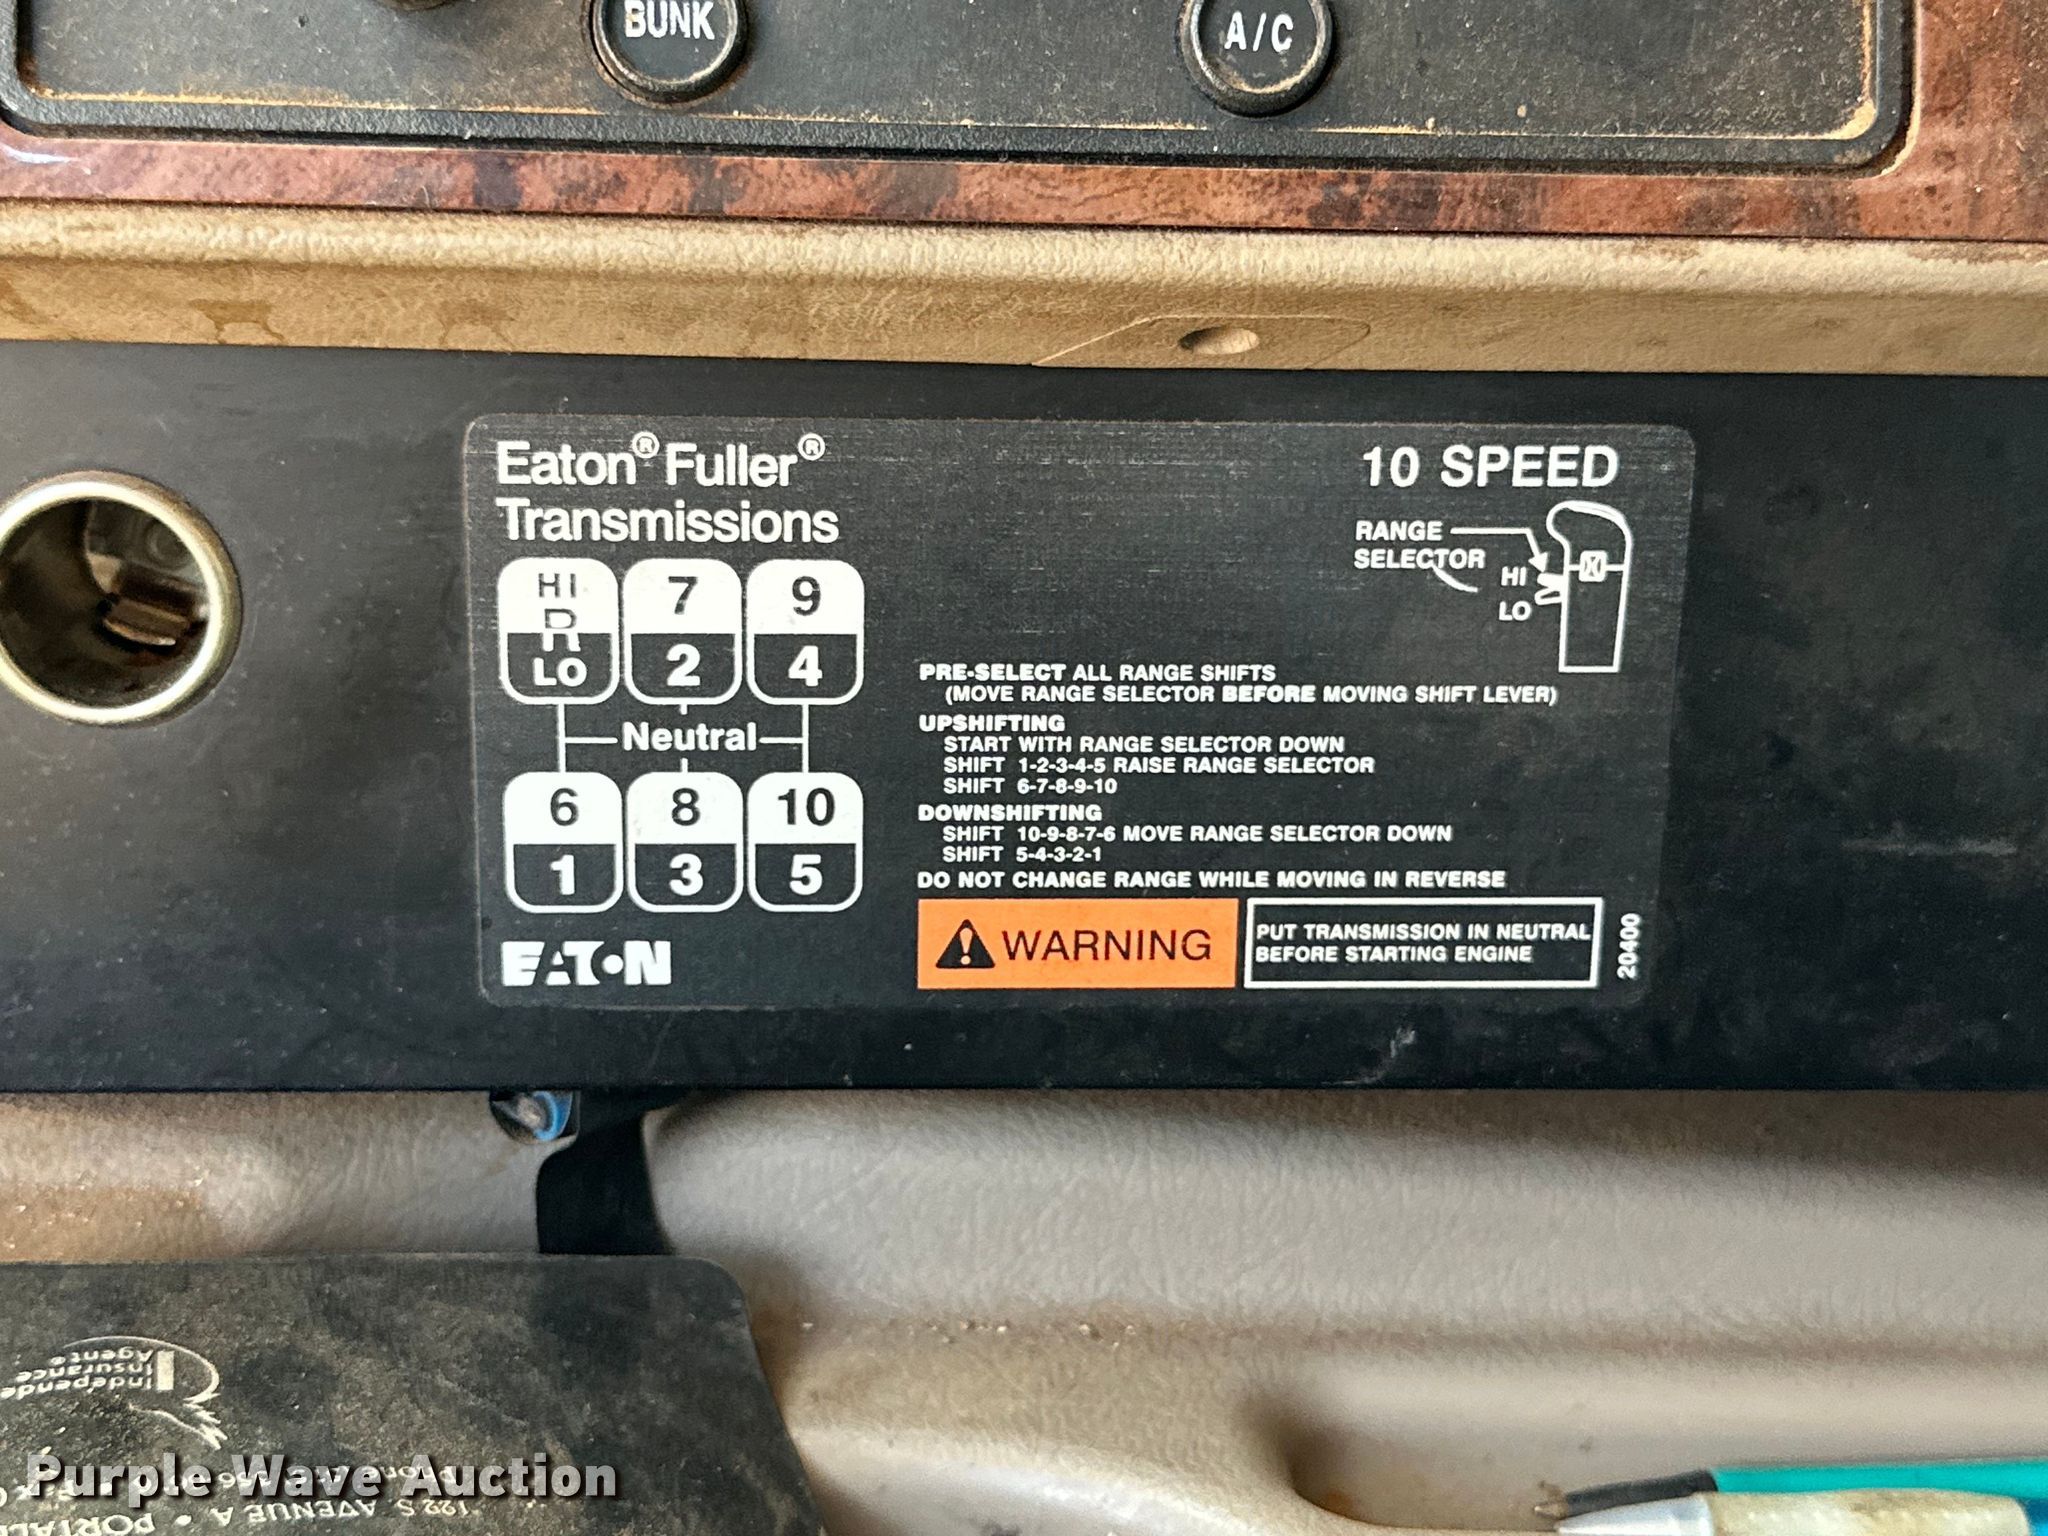 BUNK
A/C
Eaton® Fuller®
Transmissions
10 SPEED
RANGE
SELECTOR
HI
LO
HI
R
LO
7
2
9
4
Neutral
6
1
8
3
10
5
EATON
PRE-SELECT ALL RANGE SHIFTS
(MOVE RANGE SELECTOR BEFORE MOVING SHIFT LEVER)
UPSHIFTING
START WITH RANGE SELECTOR DOWN
SHIFT 1-2-3-4-5 RAISE RANGE SELECTOR
SHIFT 6-7-8-9-10
DOWNSHIFTING
SHIFT 10-9-8-7-6 MOVE RANGE SELECTOR DOWN
SHIFT 5-4-3-2-1
DO NOT CHANGE RANGE WHILE MOVING IN REVERSE
WARNING
PUT TRANSMISSION IN NEUTRAL
BEFORE STARTING ENGINE
20400
Insurance
Agent
122 S. AVENUE A •
Purple Wave Auction